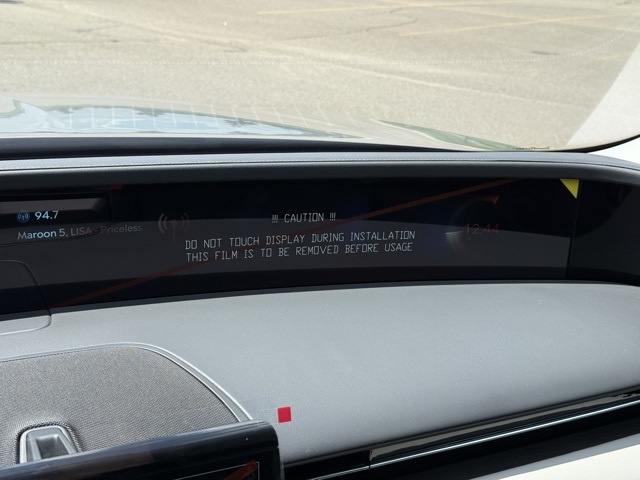 94.7
Maroon 5, LISA - Priceless
!!! CAUTION !!!
DO NOT TOUCH DISPLAY DURING INSTALLATION
THIS FILM IS TO BE REMOVED BEFORE USAGE
12:44